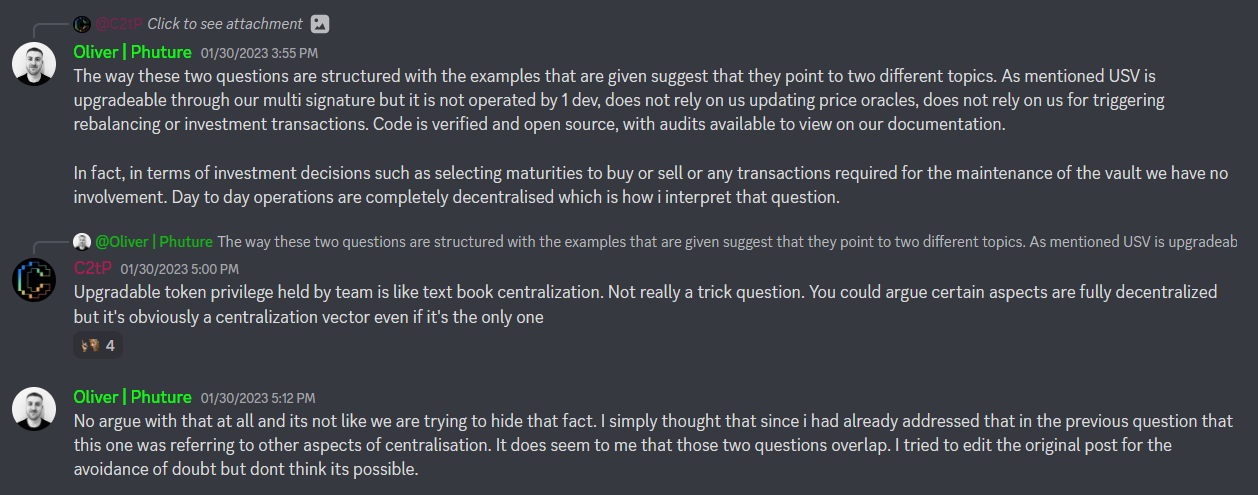 @C2tP Click to see attachment
Oliver | Phuture 01/30/2023 3:55 PM
The way these two questions are structured with the examples that are given suggest that they point to two different topics. As mentioned USV is
upgradeable through our multi signature but it is not operated by 1 dev, does not rely on us updating price oracles, does not rely on us for triggering
rebalancing or investment transactions. Code is verified and open source, with audits available to view on our documentation.
In fact, in terms of investment decisions such as selecting maturities to buy or sell or any transactions required for the maintenance of the vault we have no
involvement. Day to day operations are completely decentralised which is how i interpret that question.
@Oliver | Phuture The way these two questions are structured with the examples that are given suggest that they point to two different topics. As mentioned USV is upgradeab
C2tP 01/30/2023 5:00 PM
Upgradable token privilege held by team is like text book centralization. Not really a trick question. You could argue certain aspects are fully decentralized
but it's obviously a centralization vector even if it's the only one
4
Oliver | Phuture 01/30/2023 5:12 PM
No argue with that at all and its not like we are trying to hide that fact. I simply thought that since i had already addressed that in the previous question that
this one was referring to other aspects of centralisation. It does seem to me that those two questions overlap. I tried to edit the original post for the
avoidance of doubt but dont think its possible.